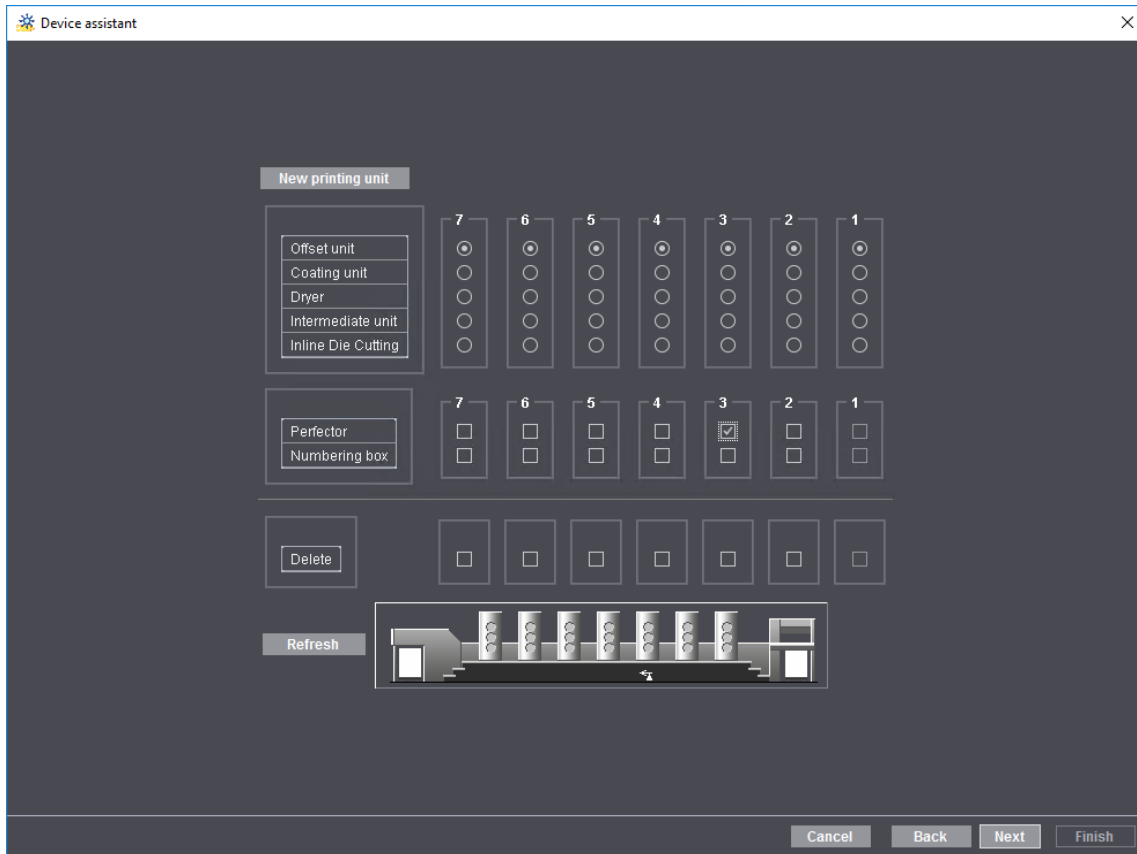 Device assistant
New printing unit
7 6 5 4 3 2 1
Offset unit
Coating unit
Dryer
Intermediate unit
Inline Die Cutting
7 6 5 4 3 2 1
Perfector
Numbering box
Delete
Refresh
Cancel Back Next Finish